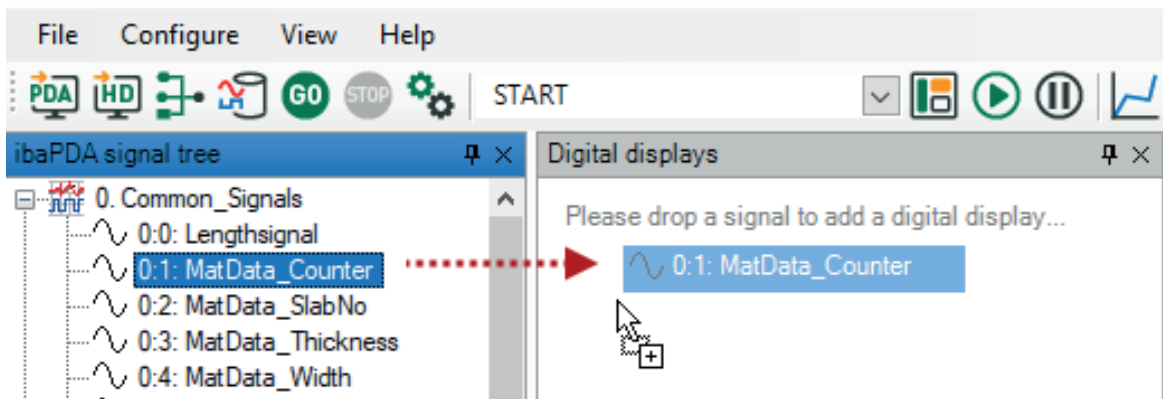 File Configure View Help
PDA HD GO STOP START
ibaPDA signal tree
Digital displays
0. Common_Signals
0:0: Lengthsignal
0:1: MatData_Counter
0:2: MatData_SlabNo
0:3: MatData_Thickness
0:4: MatData_Width
Please drop a signal to add a digital display...
0:1: MatData_Counter